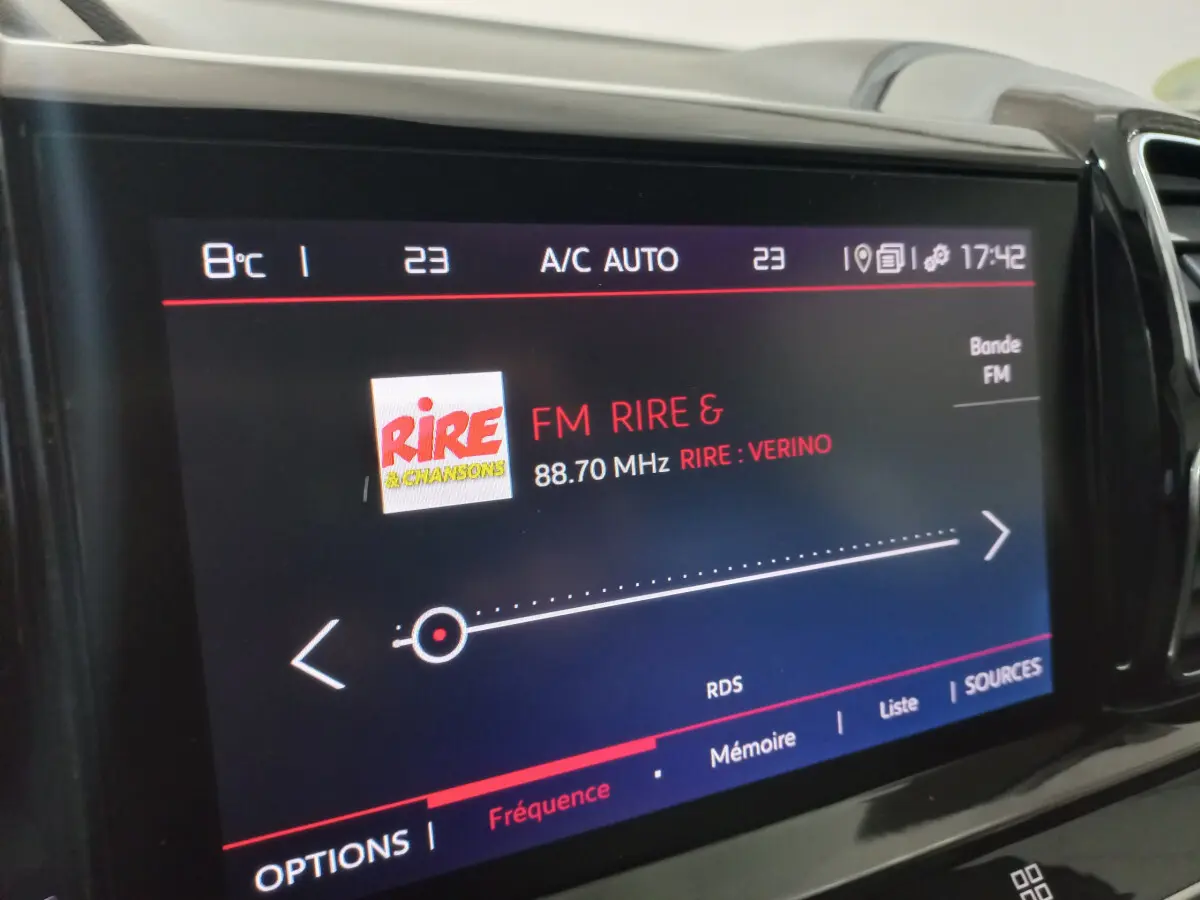 8°C | 23 A/C AUTO 23 | | 17:42
Bande
FM
RIRE
& CHANSONS
FM RIRE &
88.70 MHz RIRE : VERINO
RDS
OPTIONS | Fréquence Mémoire | Liste | SOURCES